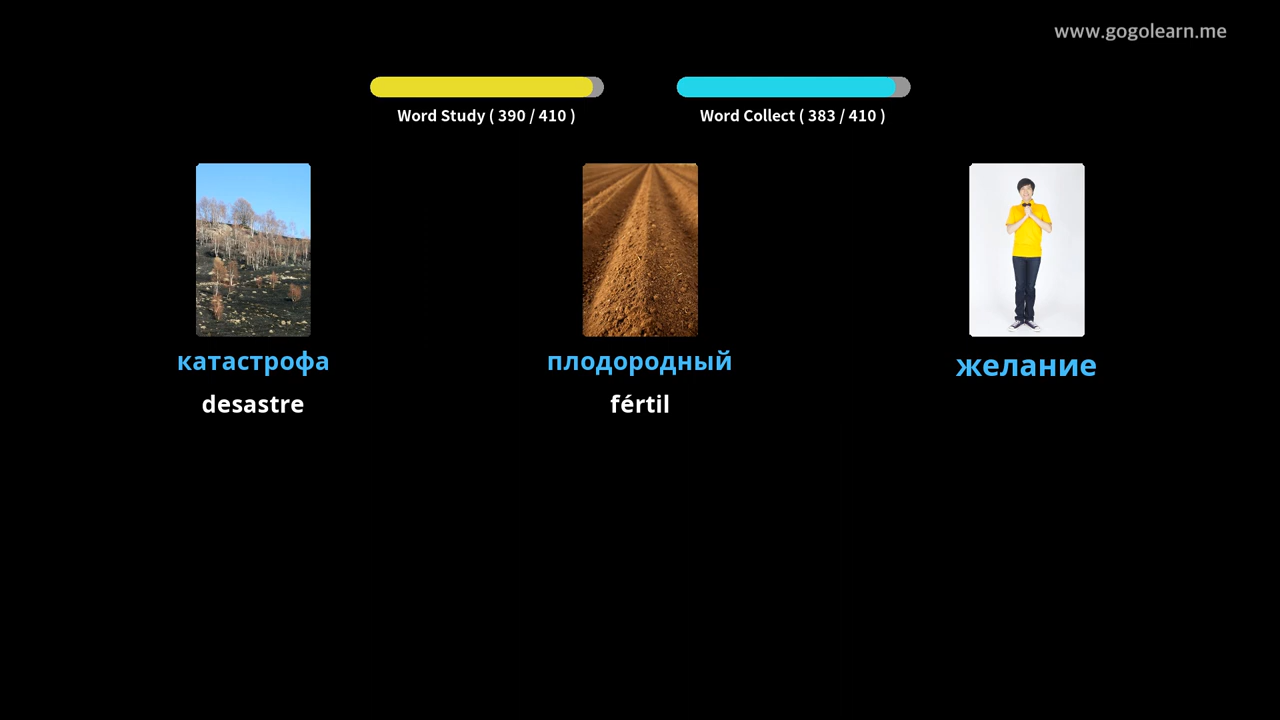 www.gogolearn.me
Word Study ( 390 / 410 )
Word Collect ( 383 / 410 )
катастрофа
плодородный
желание
desastre
fértil